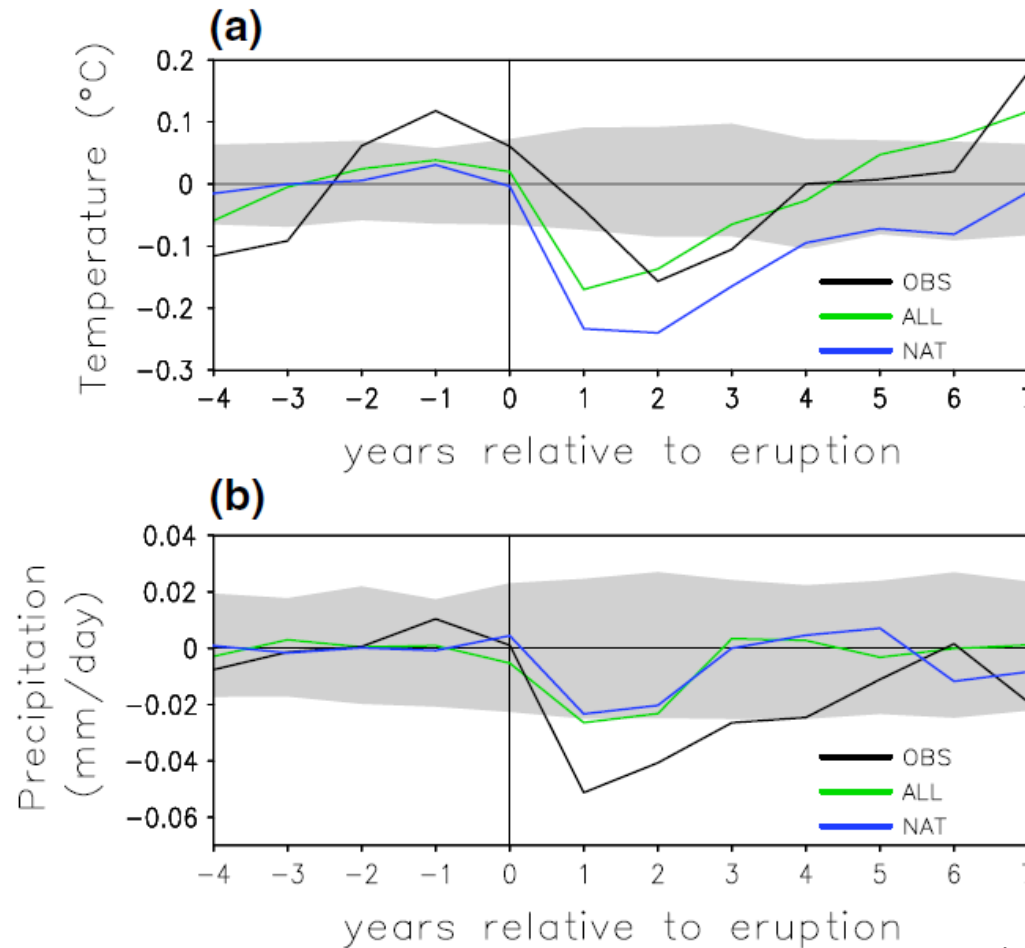 (a)
Temperature (°C)
0.2
0.1
0
-0.1
-0.2
-0.3
OBS
ALL
NAT
-4 -3 -2 -1 0 1 2 3 4 5 6 7
years relative to eruption
(b)
Precipitation
(mm/day)
0.04
0.02
0
-0.02
-0.04
-0.06
OBS
ALL
NAT
-4 -3 -2 -1 0 1 2 3 4 5 6 7
years relative to eruption